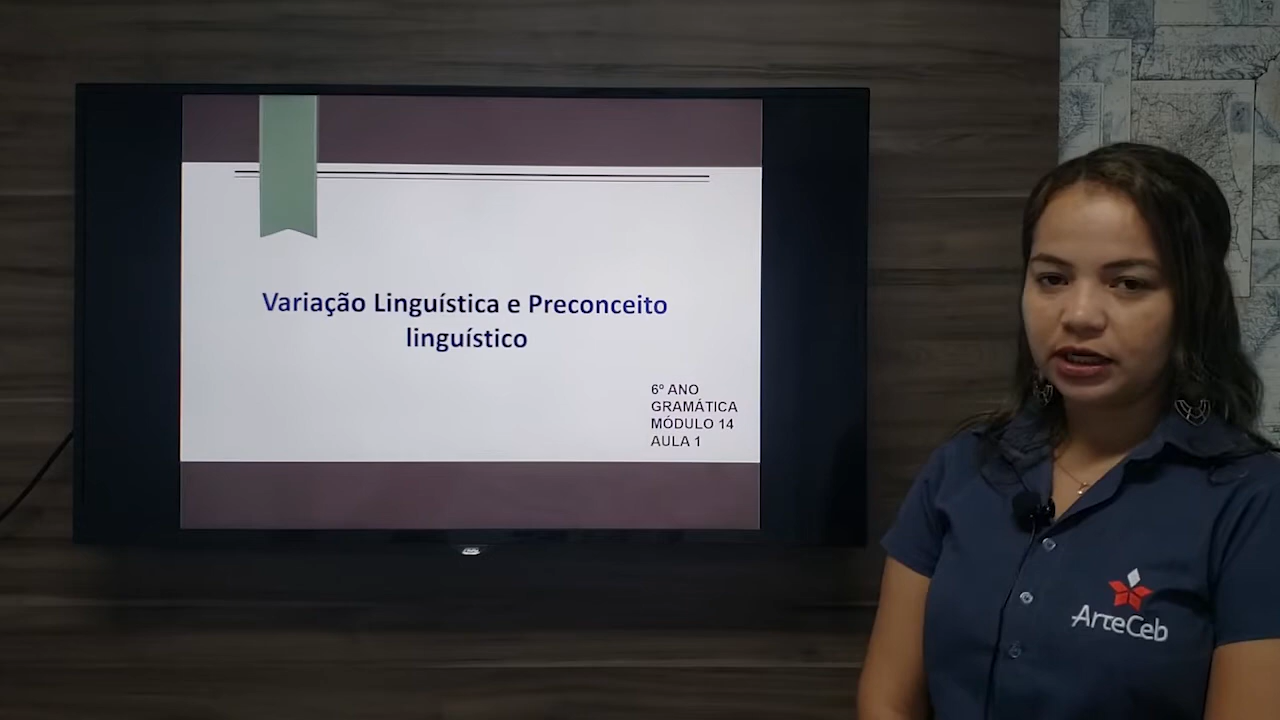 Variação Linguística e Preconceito
linguístico
6º ANO
GRAMÁTICA
MÓDULO 14
AULA 1
ArteCeb